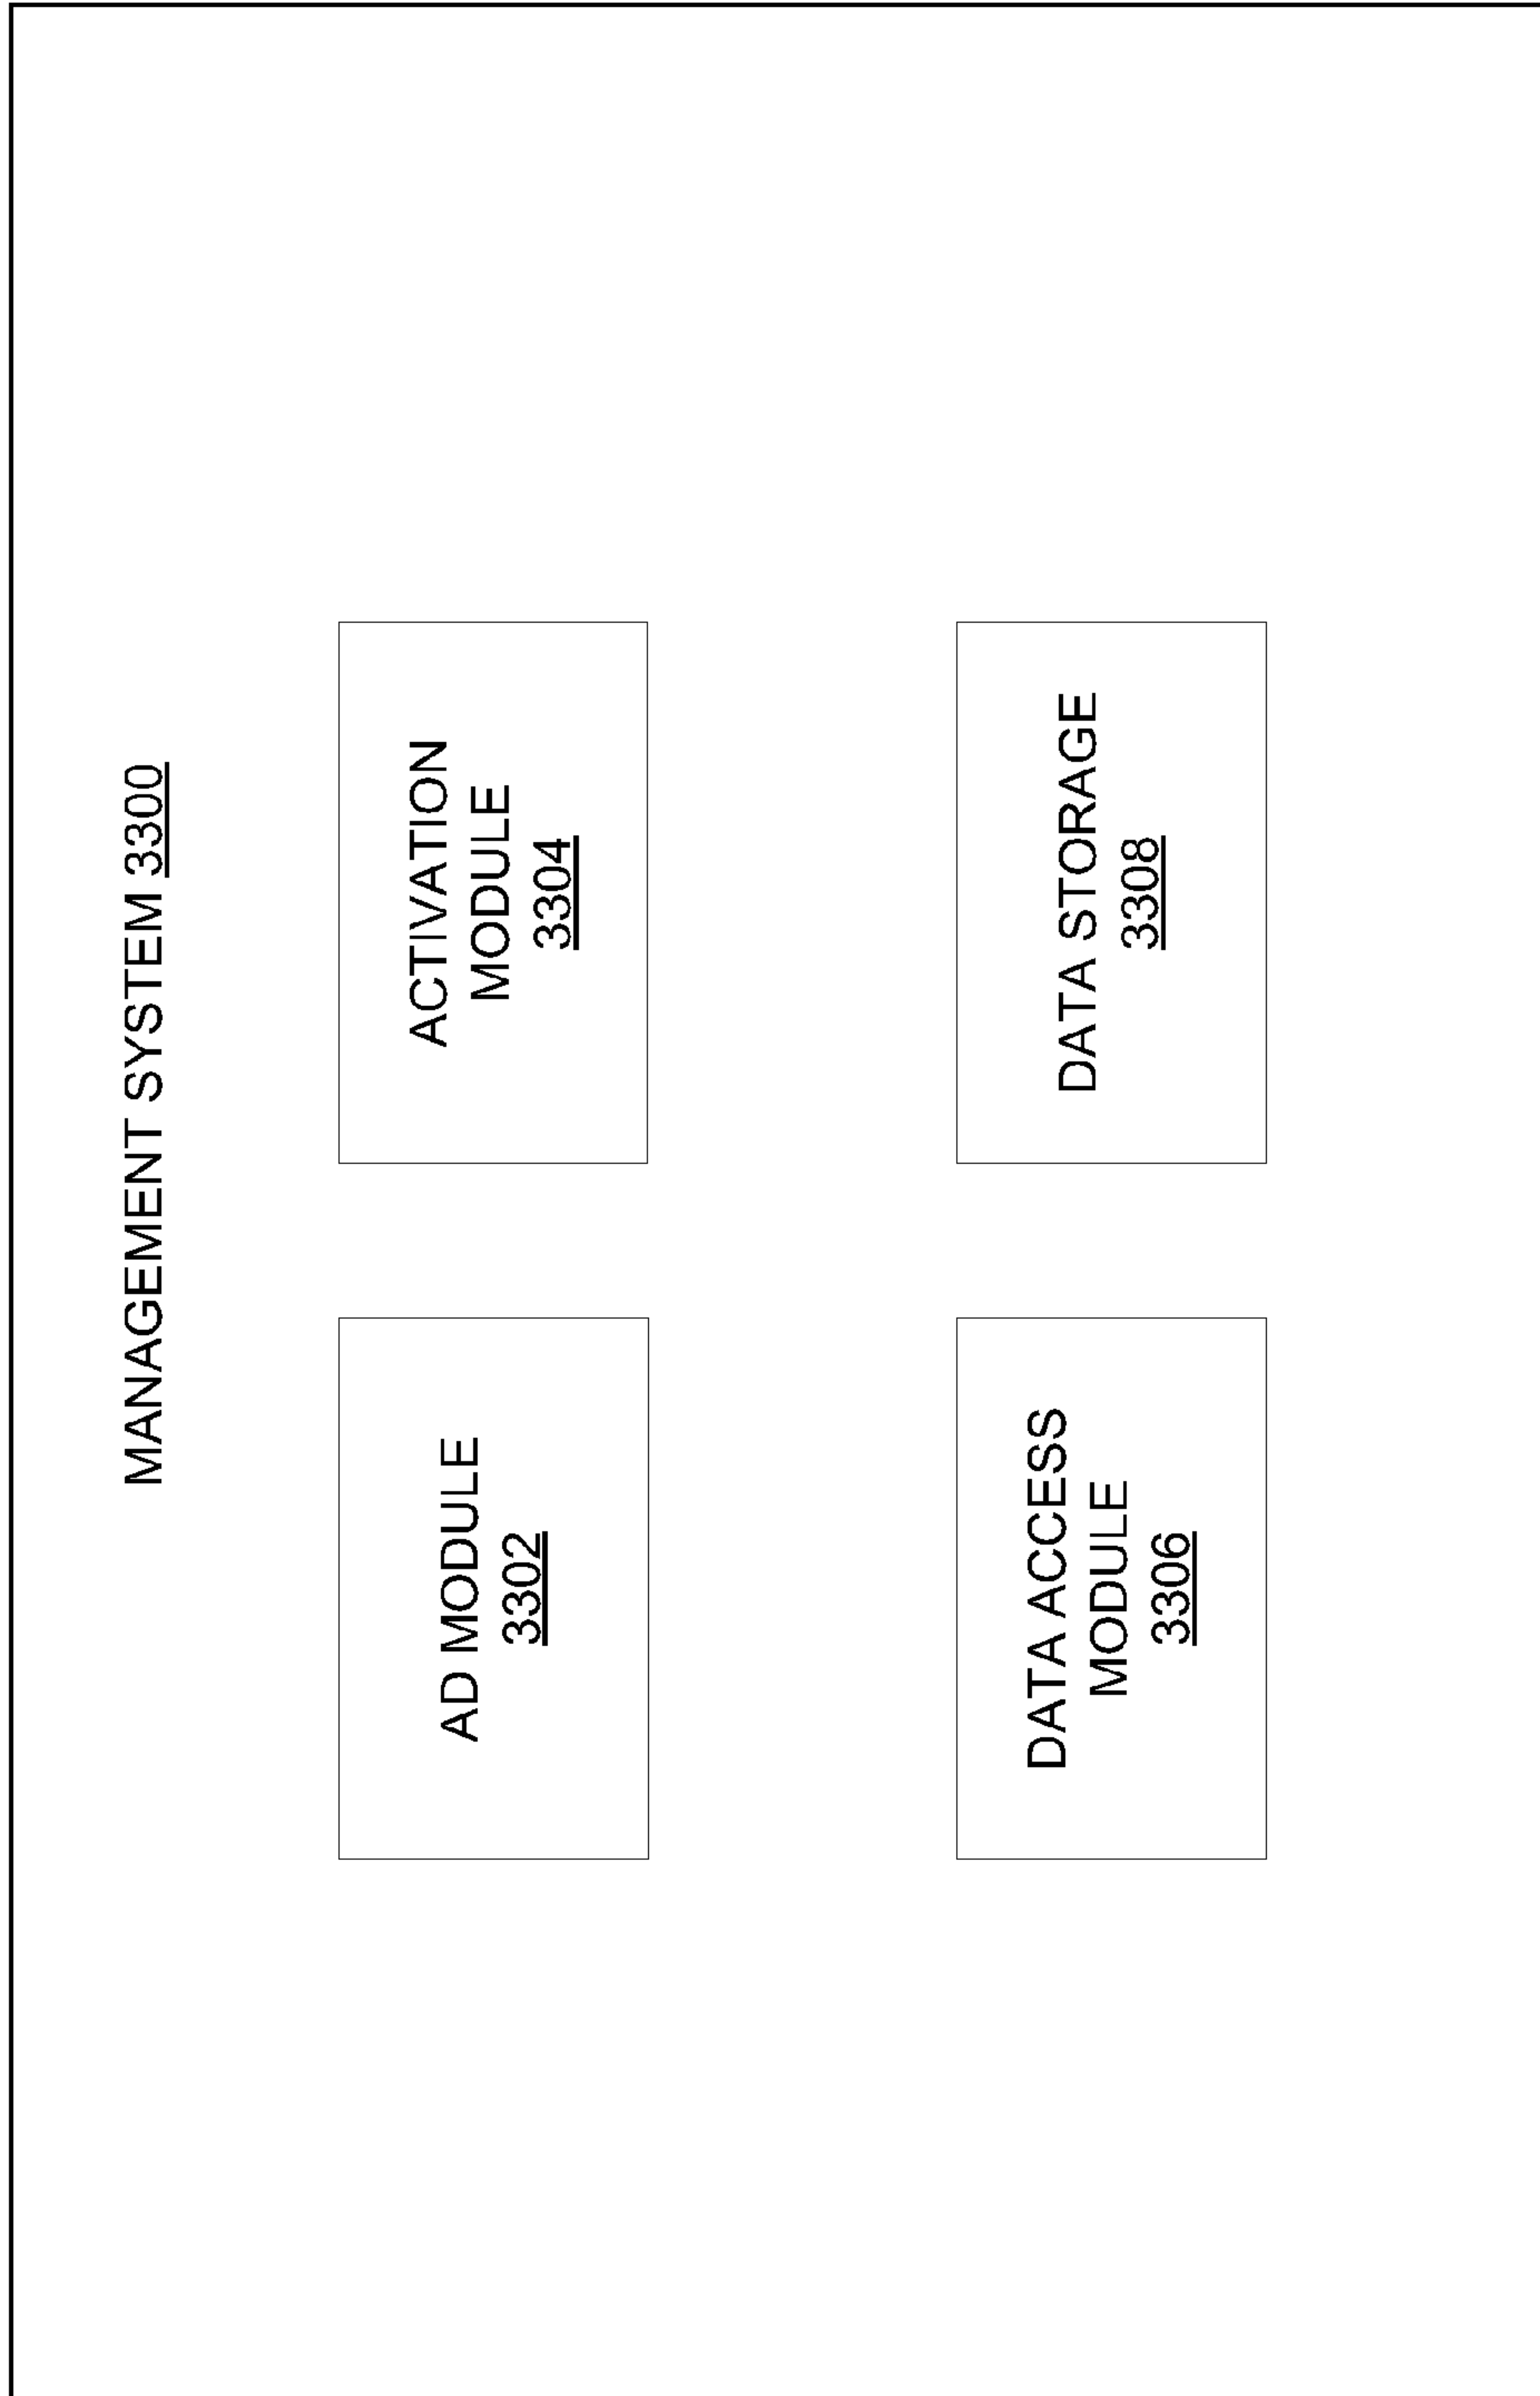 MANAGEMENT SYSTEM 3300
AD MODULE
3302
ACTIVATION
MODULE
3304
DATA ACCESS
MODULE
3306
DATA STORAGE
3308